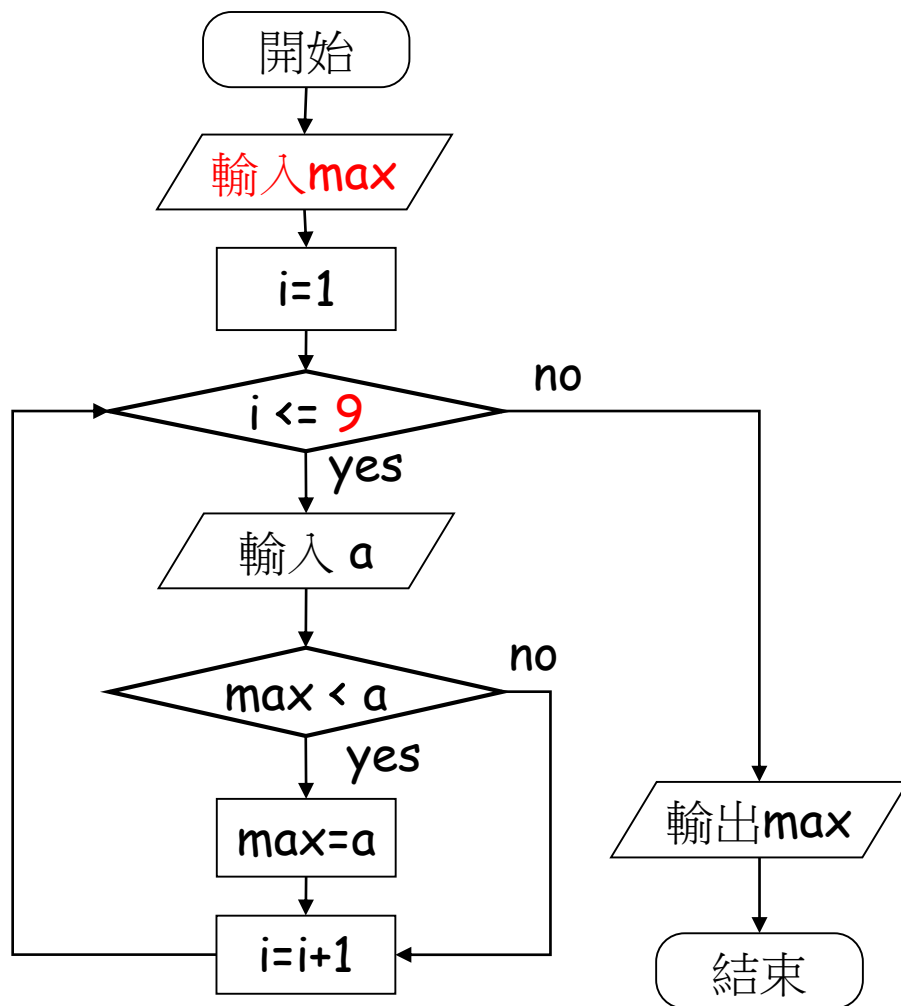 開始
輸入max
i=1
i <= 9
no
yes
輸入 a
max < a
no
yes
max=a
i=i+1
輸出max
結束